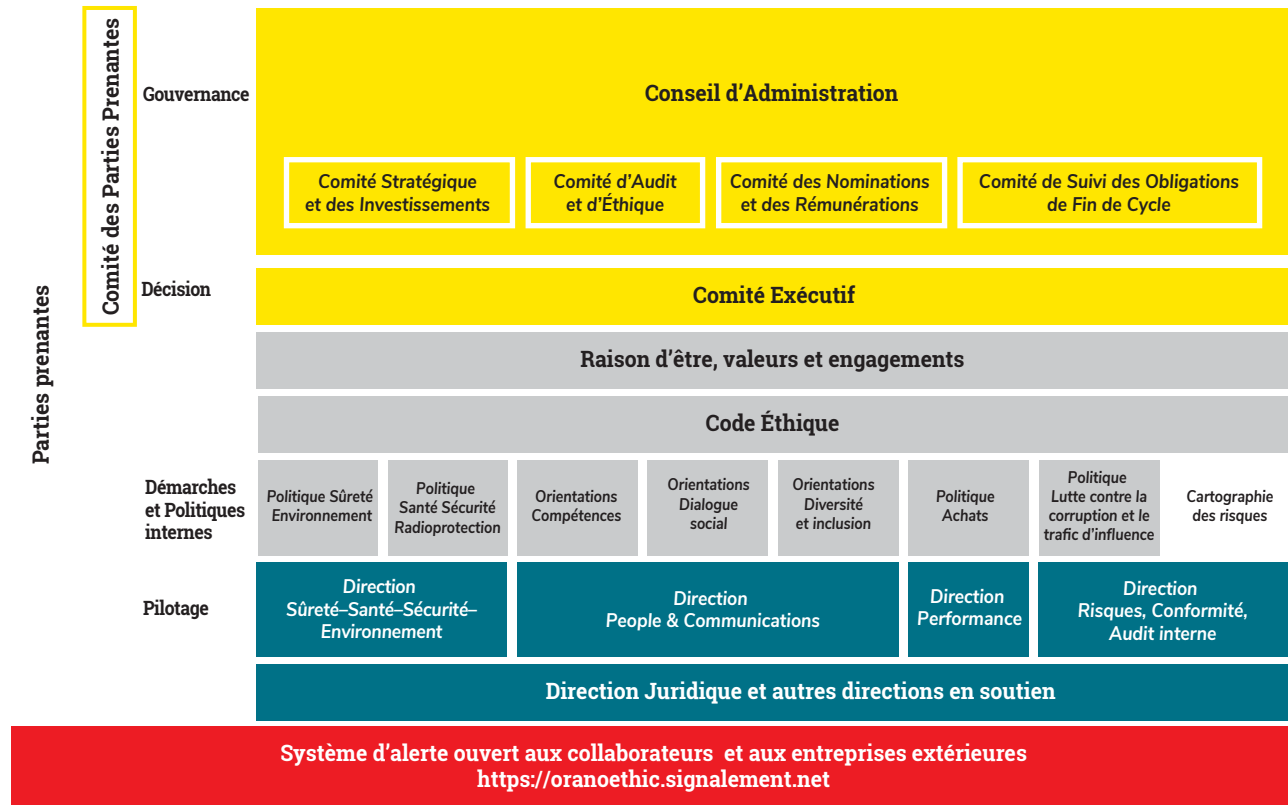 Parties prenantes
Comité des Parties Prenantes
Gouvernance
Conseil d'Administration
Comité Stratégique
et des Investissements
Comité d'Audit
et d'Éthique
Comité des Nominations
et des Rémunérations
Comité de Suivi des Obligations
de Fin de Cycle
Décision
Comité Exécutif
Raison d'être, valeurs et engagements
Code Éthique
Démarches
et Politiques
internes
Politique Sûreté
Environnement
Politique
Santé Sécurité
Radioprotection
Orientations
Compétences
Orientations
Dialogue
social
Orientations
Diversité
et inclusion
Politique
Achats
Politique
Lutte contre la
corruption et le
trafic d'influence
Cartographie
des risques
Pilotage
Direction
Sûreté–Santé–Sécurité–
Environnement
Direction
People & Communications
Direction
Performance
Direction
Risques, Conformité,
Audit interne
Direction Juridique et autres directions en soutien
Système d'alerte ouvert aux collaborateurs et aux entreprises extérieures
https://oranoethic.signalement.net